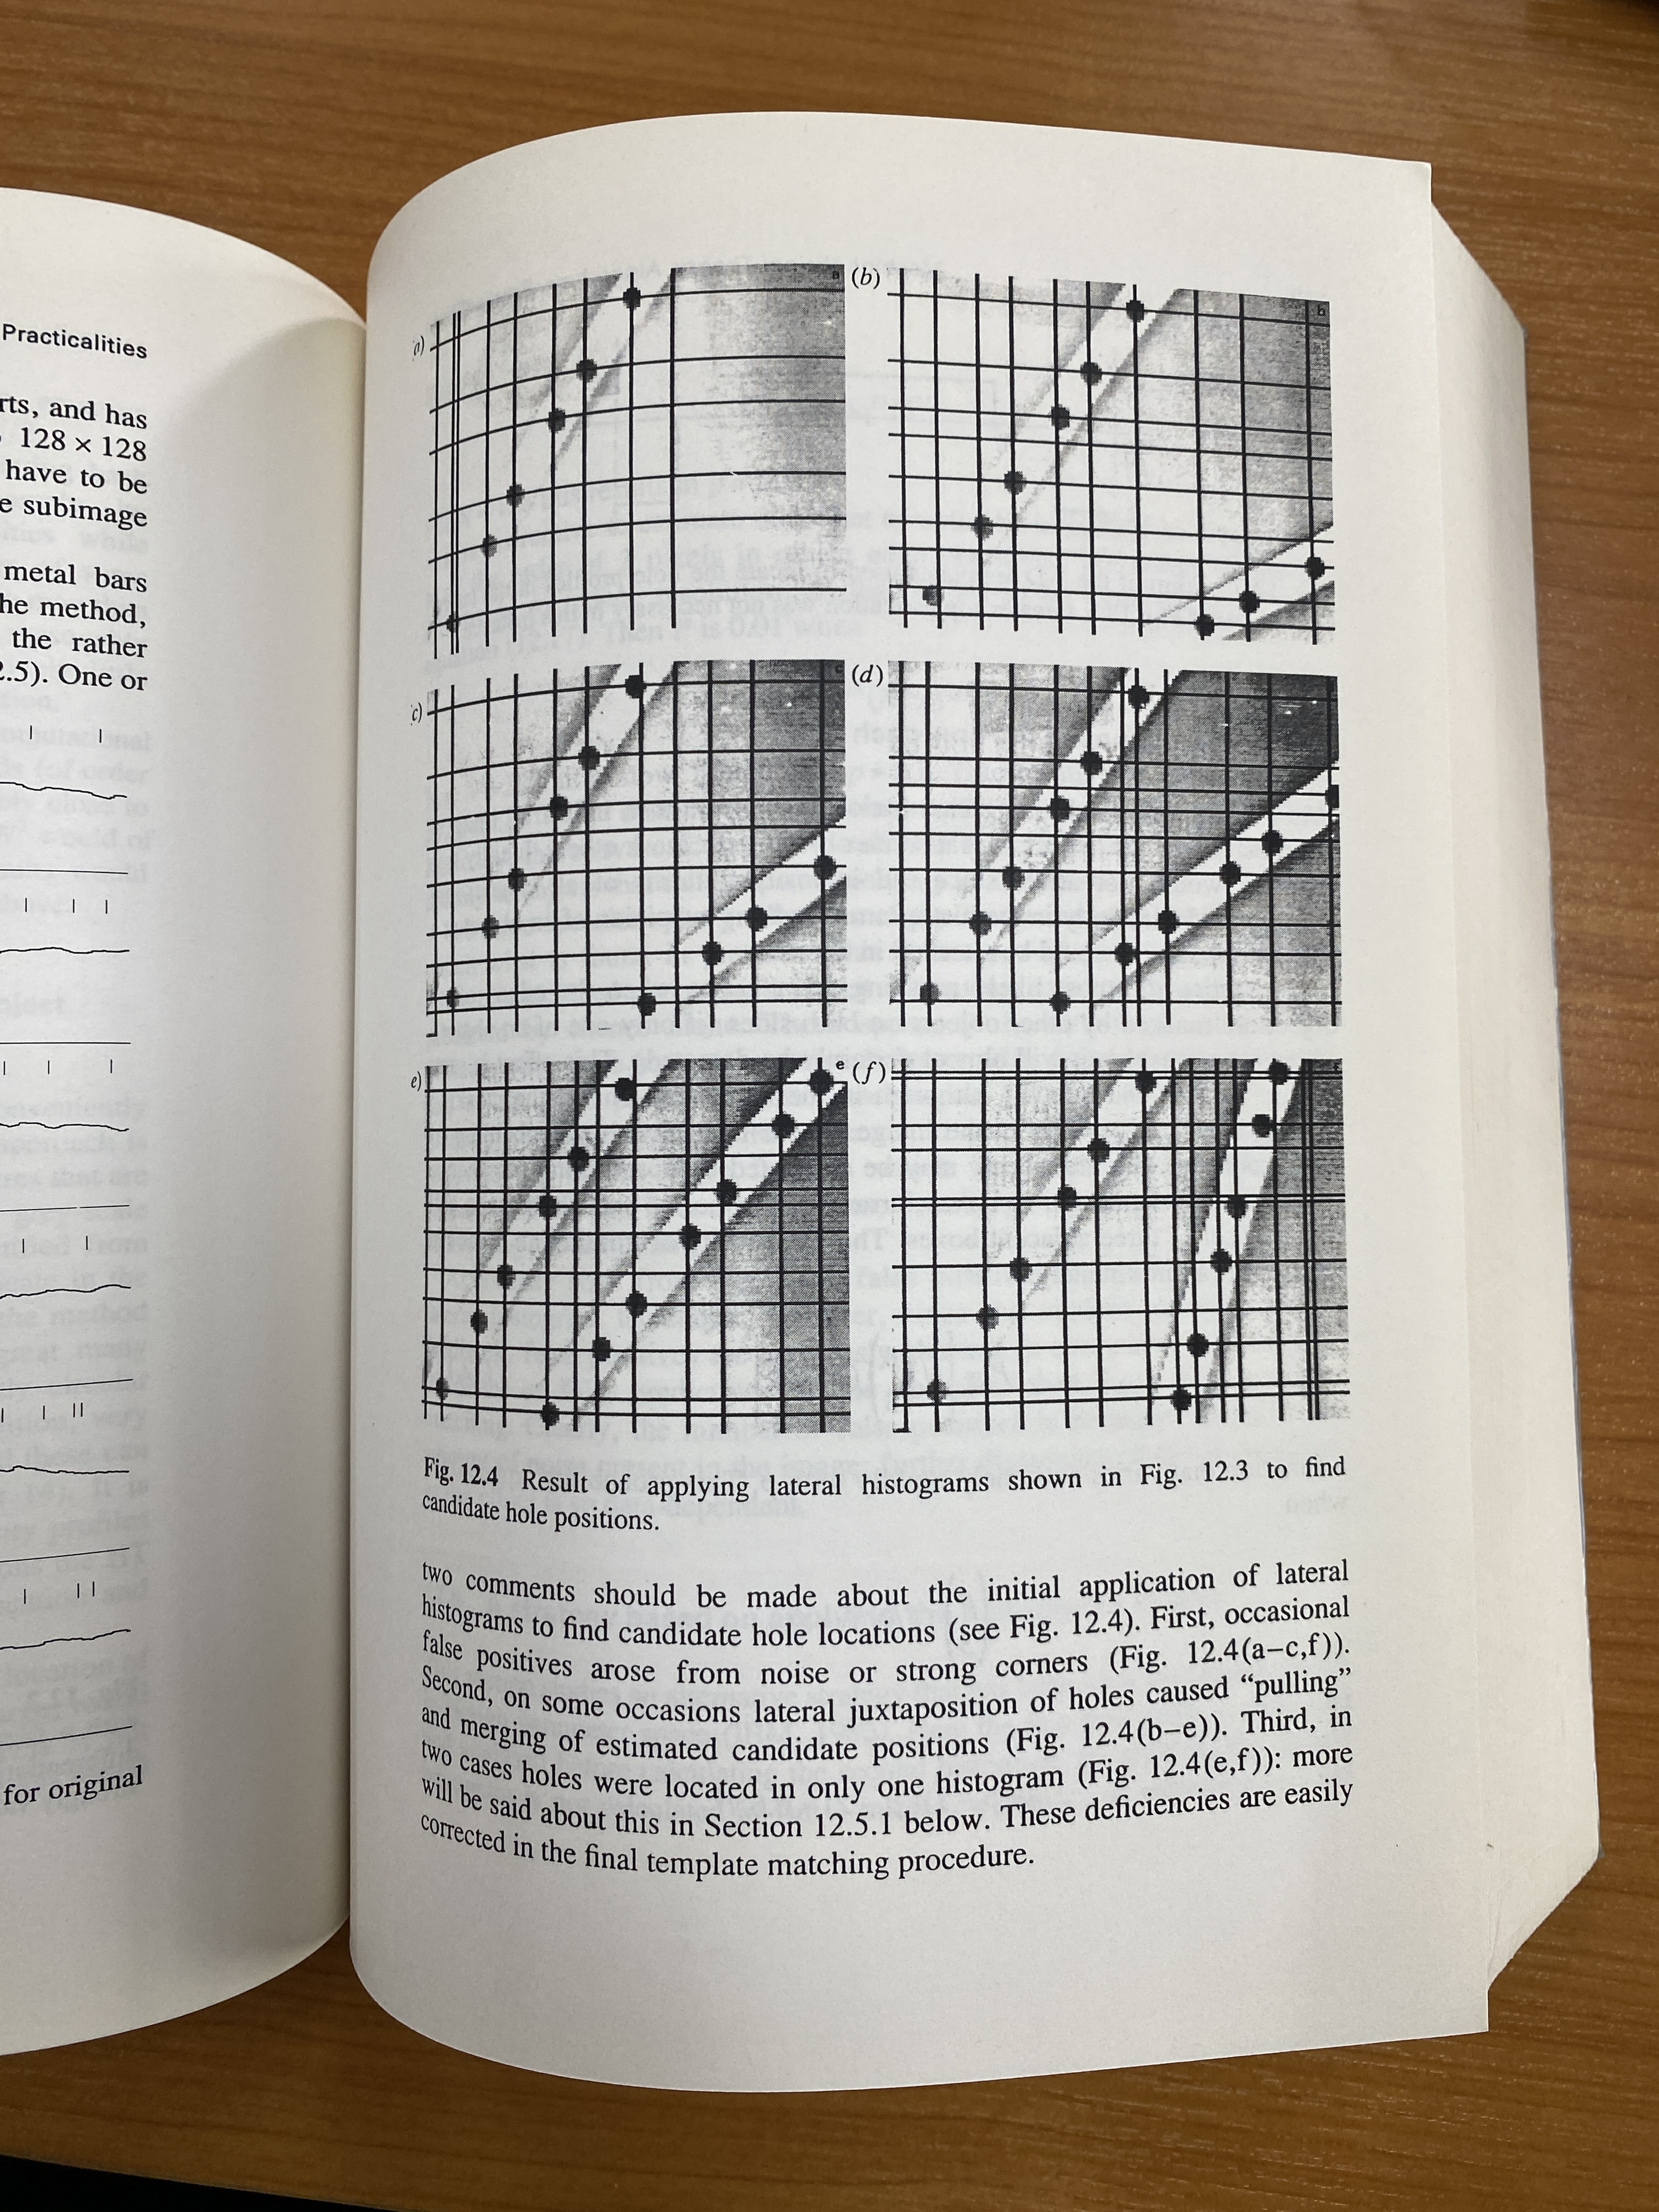 Practicalities
rts, and has
128 × 128
have to be
e subimage
metal bars
he method,
the rather
2.5). One or
for original
a)
a
(b)
b
c)
c
(d)
e)
e
(f)
Fig. 12.4 Result of applying lateral histograms shown in Fig. 12.3 to find
candidate hole positions.
two comments should be made about the initial application of lateral
histograms to find candidate hole locations (see Fig. 12.4). First, occasional
false positives arose from noise or strong corners (Fig. 12.4(a–c,f)).
Second, on some occasions lateral juxtaposition of holes caused “pulling”
and merging of estimated candidate positions (Fig. 12.4(b–e)). Third, in
two cases holes were located in only one histogram (Fig. 12.4(e,f)): more
will be said about this in Section 12.5.1 below. These deficiencies are easily
corrected in the final template matching procedure.